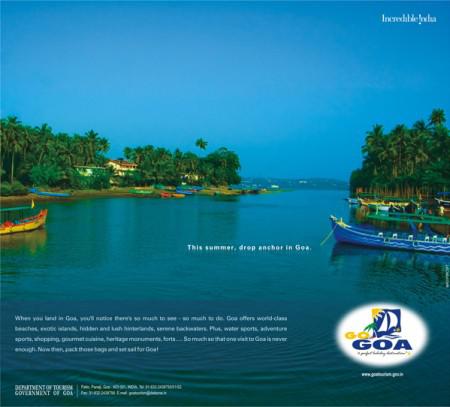 Incredible !ndia
This summer, drop anchor in Goa.
When you land in Goa, you'll notice there's so much to see - so much to do. Goa offers world-class
beaches, exotic islands, hidden and lush hinterlands, serene backwaters. Plus, water sports, adventure
sports, shopping, gourmet cuisine, heritage monuments, forts .... So much so that one visit to Goa is never
enough. Now then, pack those bags and set sail for Goa!
GO
GOA
A perfect holiday destination
www.goatourism.gov.in
DEPARTMENT OF TOURISM
GOVERNMENT OF GOA
Patto, Panaji, Goa - 403 001, INDIA. Tel:
Fax: E-mail: